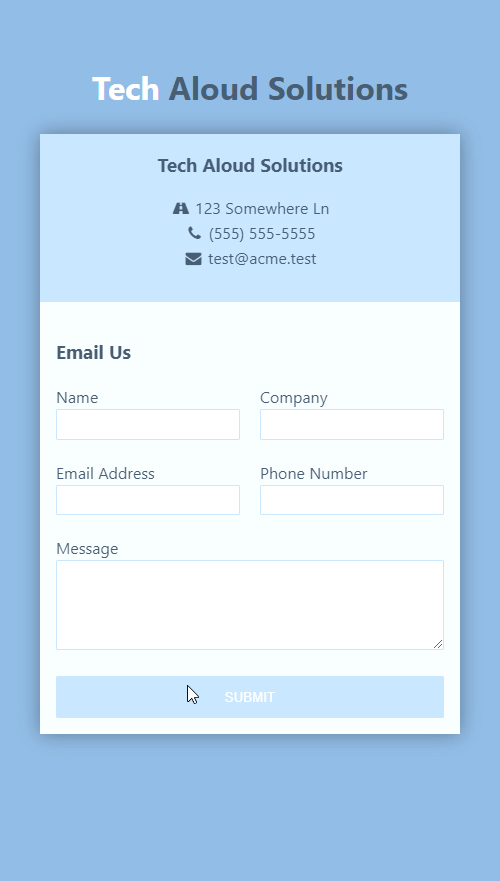 Tech Aloud Solutions
Tech Aloud Solutions
123 Somewhere Ln
(555) 555-5555
test@acme.test
Email Us
Name Company
Email Address Phone Number
Message
SUBMIT